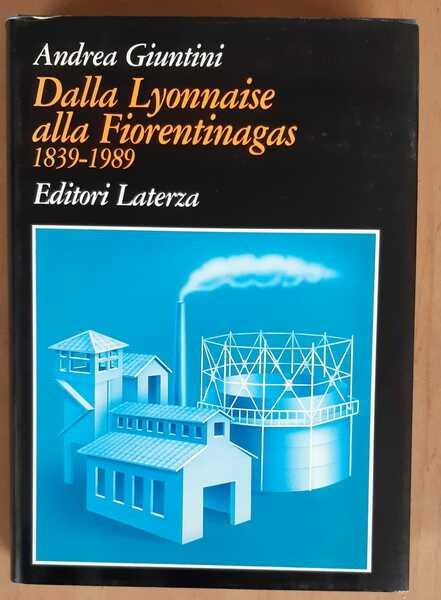 Andrea Giuntini
Dalla Lyonnaise
alla Fiorentinagas
1839-1989
Editori Laterza